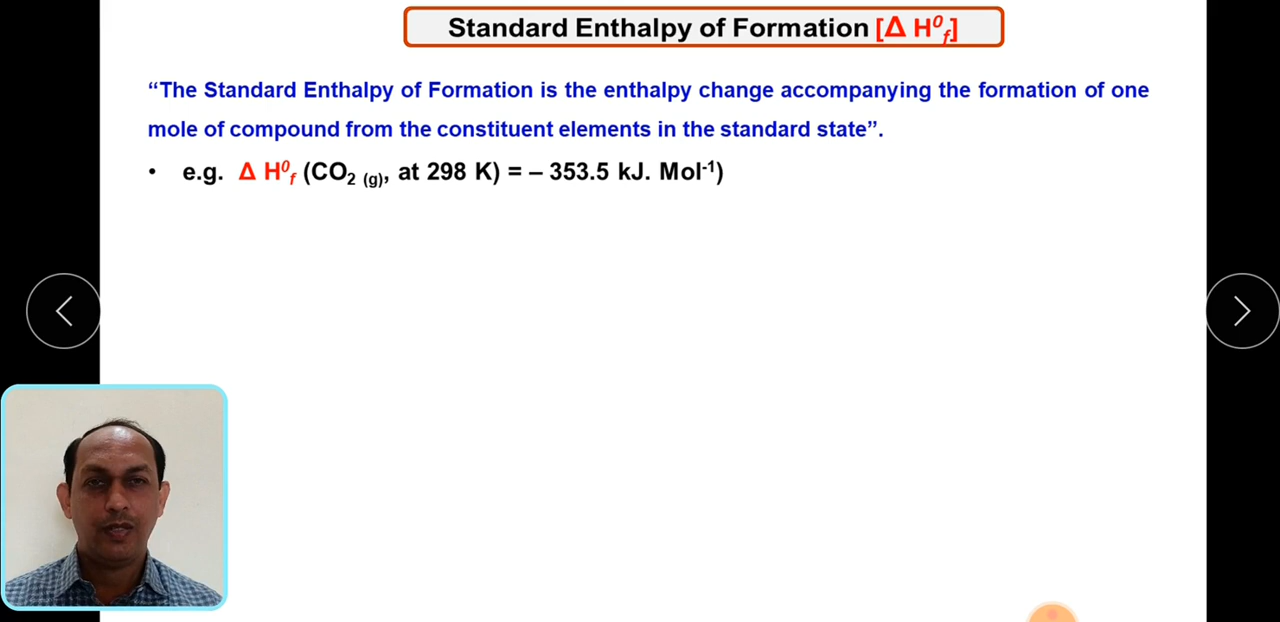 Standard Enthalpy of Formation [Δ H⁰f]
“The Standard Enthalpy of Formation is the enthalpy change accompanying the formation of one
mole of compound from the constituent elements in the standard state”.
• e.g. Δ H⁰f (CO₂ (g), at 298 K) = – 353.5 kJ. Mol⁻¹)